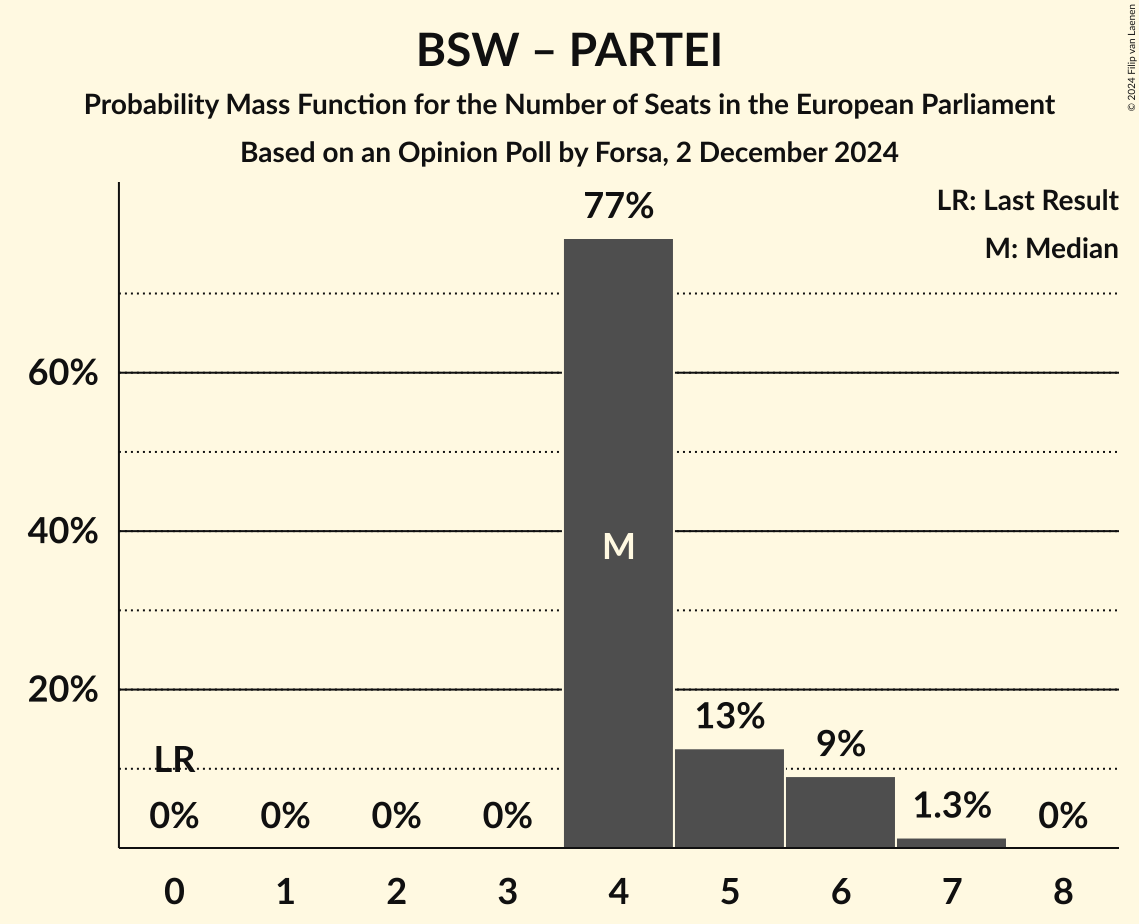 BSW – PARTEI
Probability Mass Function for the Number of Seats in the European Parliament
Based on an Opinion Poll by Forsa, 2 December 2024
© 2024 Filip van Laenen
LR: Last Result
M: Median
77%
60%
40%
M
20%
13%
9%
LR
1.3%
0% 0% 0% 0% 0%
0 1 2 3 4 5 6 7 8